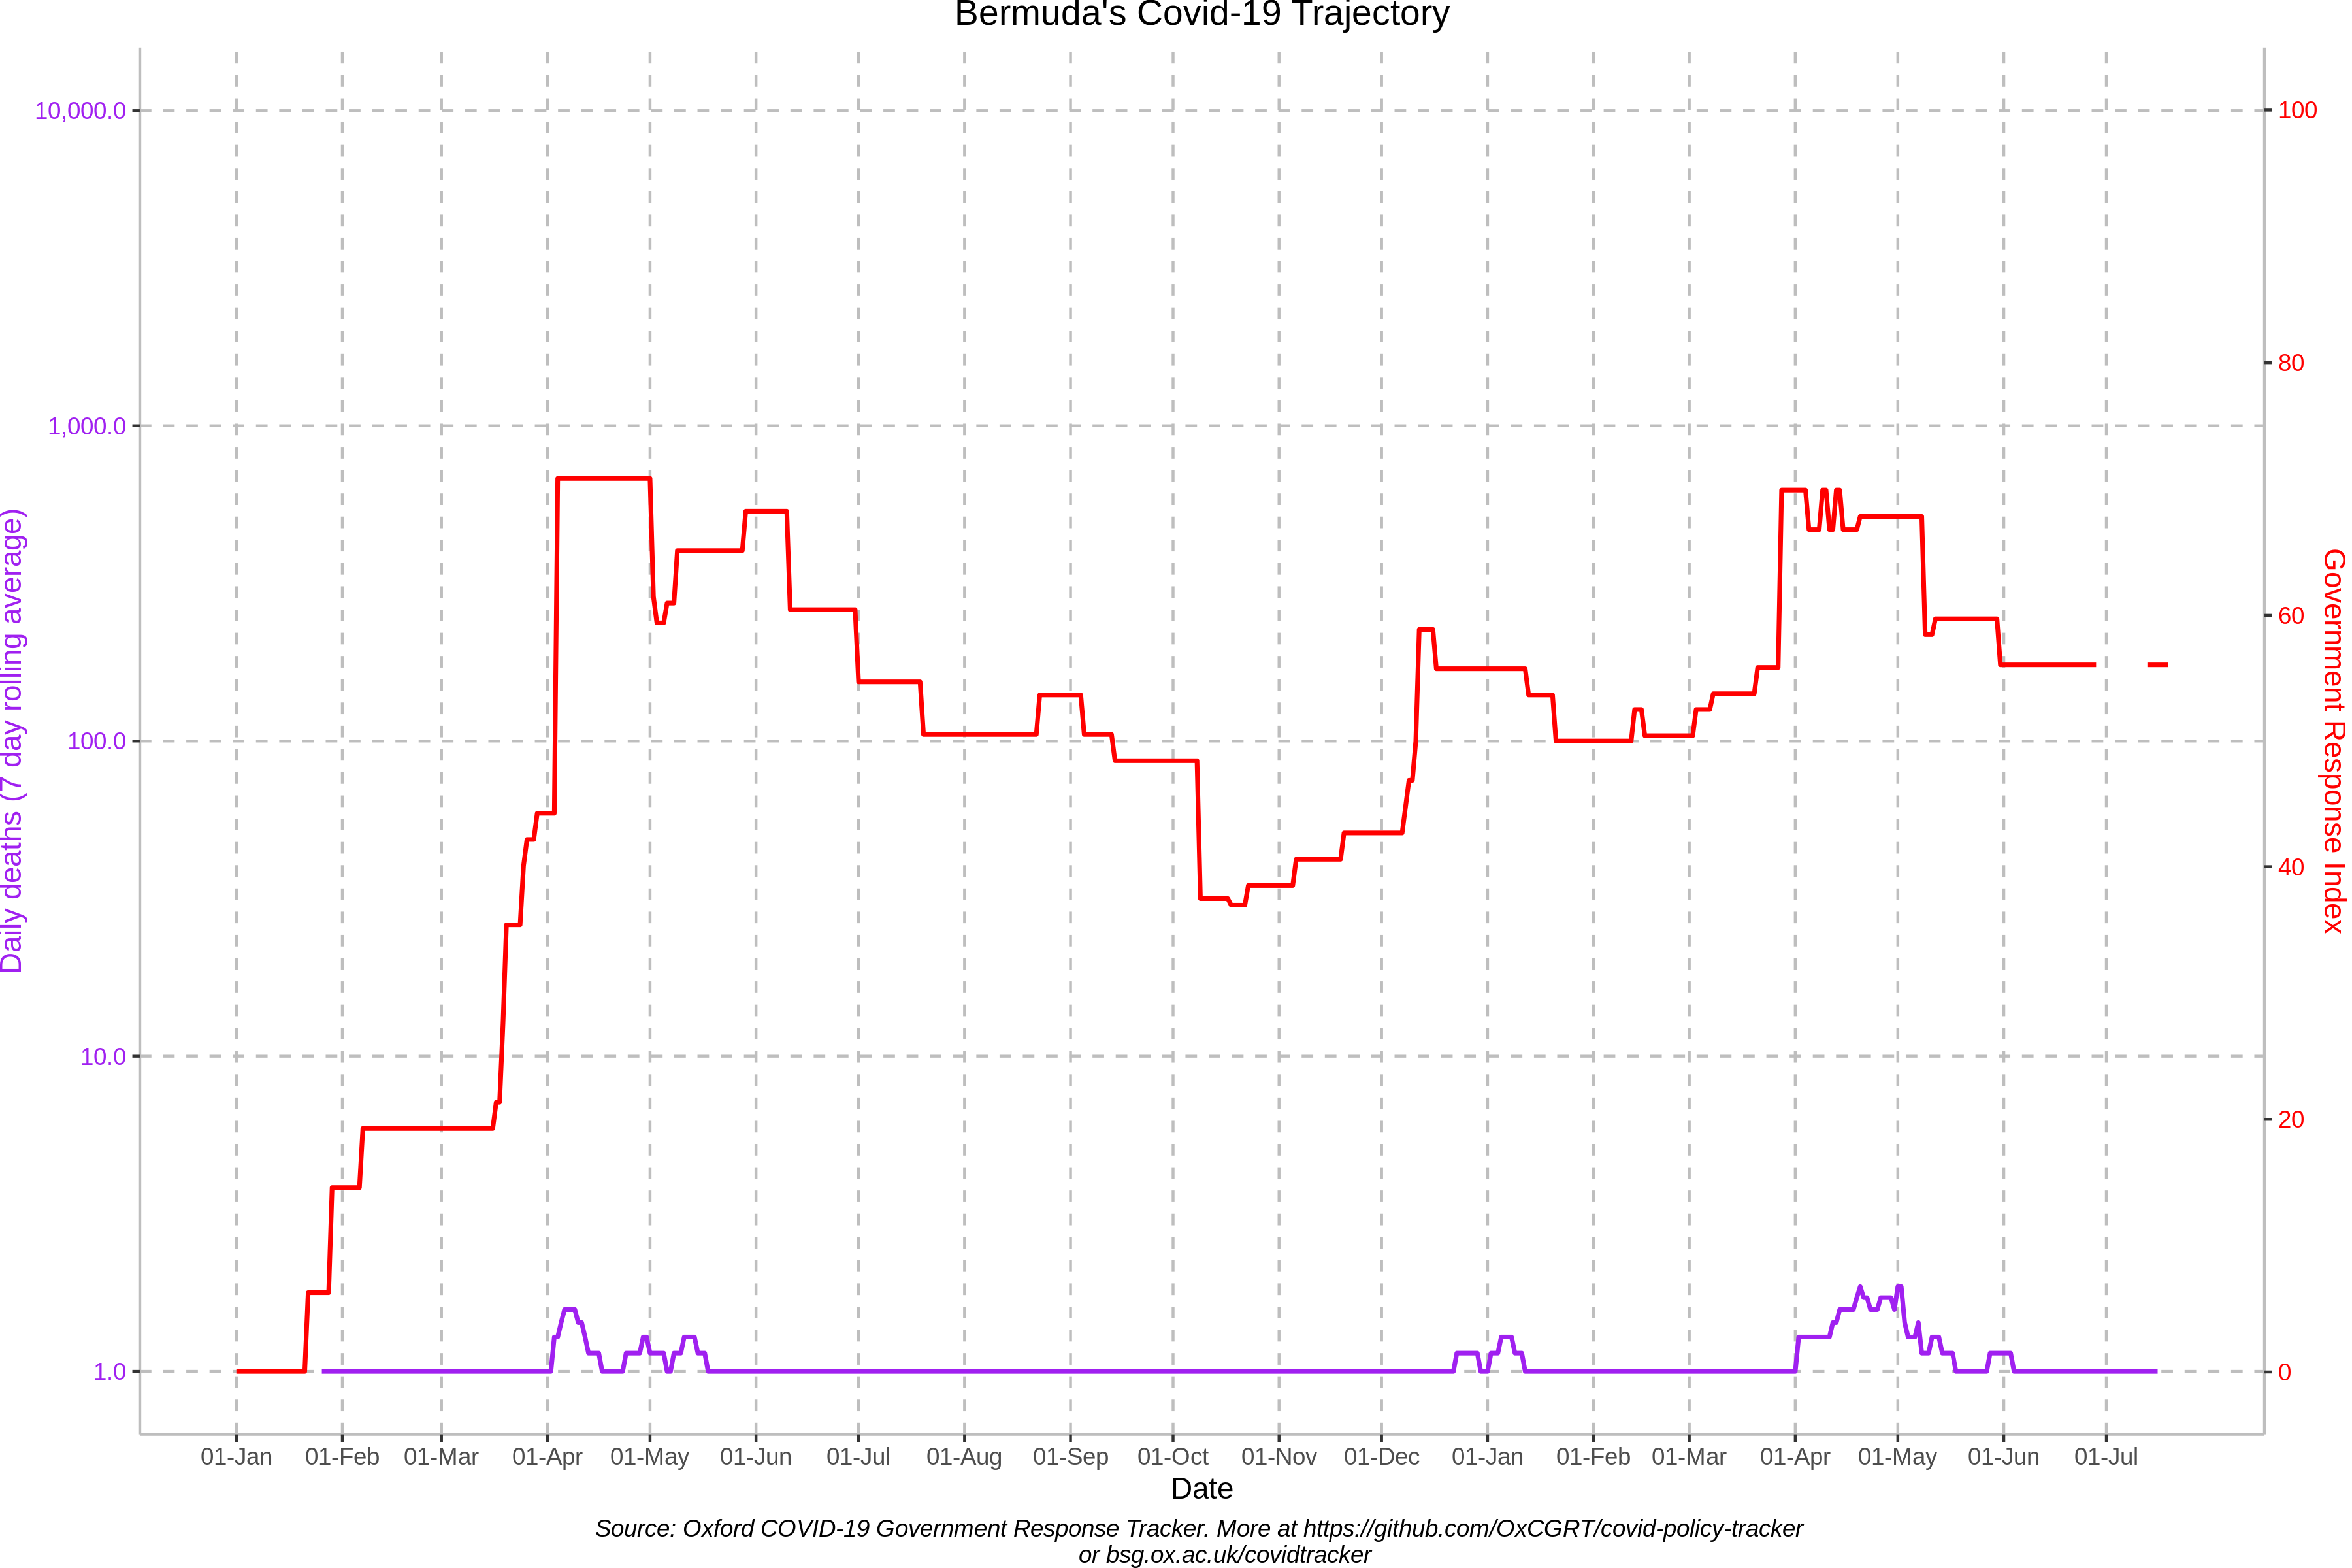 Bermuda's Covid-19 Trajectory
Daily deaths (7 day rolling average)
10,000.0
1,000.0
100.0
10.0
1.0
100
80
60
40
20
0
Government Response Index
01-Jan 01-Feb 01-Mar 01-Apr 01-May 01-Jun 01-Jul 01-Aug 01-Sep 01-Oct 01-Nov 01-Dec 01-Jan 01-Feb 01-Mar 01-Apr 01-May 01-Jun 01-Jul
Date
Source: Oxford COVID-19 Government Response Tracker. More at https://github.com/OxCGRT/covid-policy-tracker
or bsg.ox.ac.uk/covidtracker